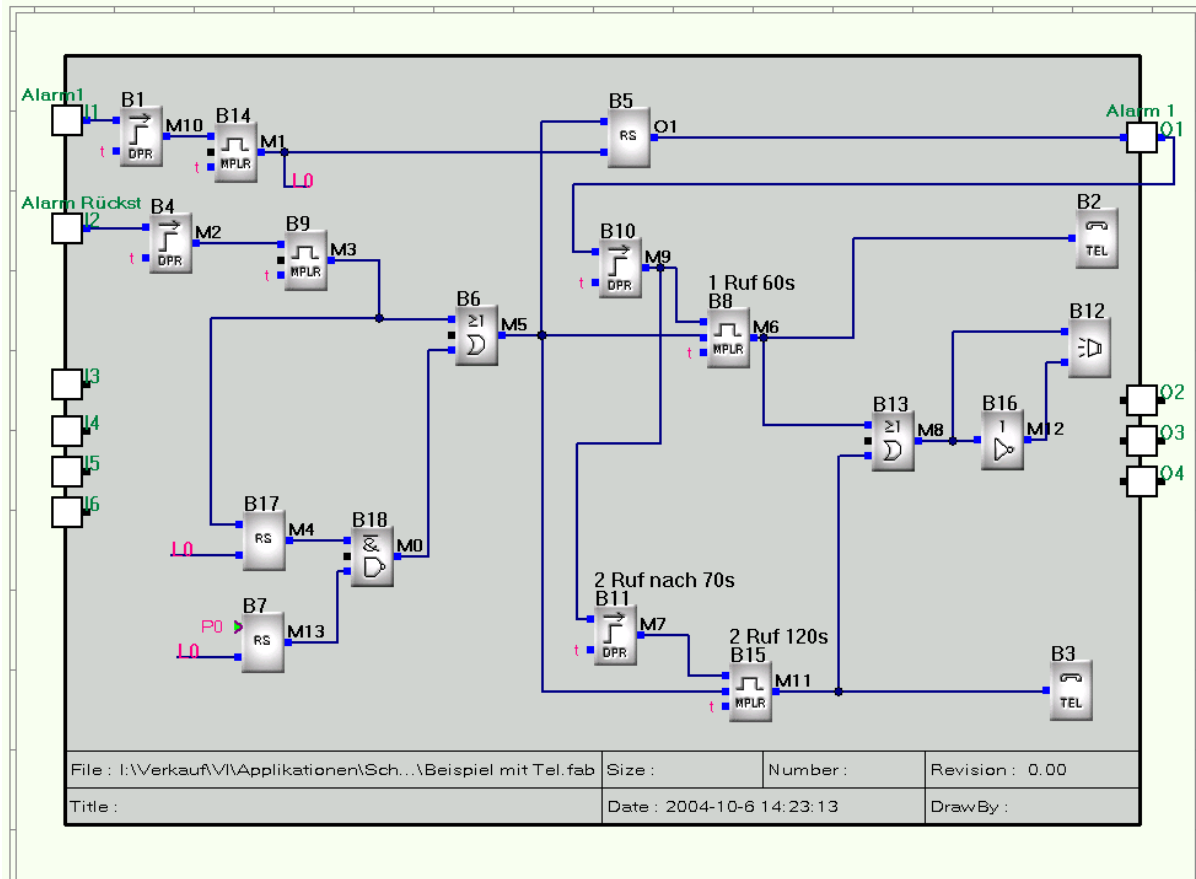 Alarm1
I1
B1
DPR
t
M10
B14
MPLR
t
M1
L0
B5
RS
O1
Alarm 1
O1
Alarm Rückst
I2
B4
DPR
t
M2
B9
MPLR
t
M3
B10
DPR
t
M9
B2
TEL
1 Ruf 60s
B8
MPLR
t
M6
B6
≥1
M5
B12
I3
I4
I5
I6
O2
O3
O4
B13
≥1
M8
B16
1
M12
B17
RS
L0
M4
B18
&
M0
B7
P0
RS
L0
M13
2 Ruf nach 70s
B11
DPR
t
M7
2 Ruf 120s
B15
MPLR
t
M11
B3
TEL
File : I:\Verkauf\VI\Applikationen\Sch...\Beispiel mit Tel.fab
Size :
Number :
Revision : 0.00
Title :
Date : 2004-10-6 14:23:13
DrawBy :